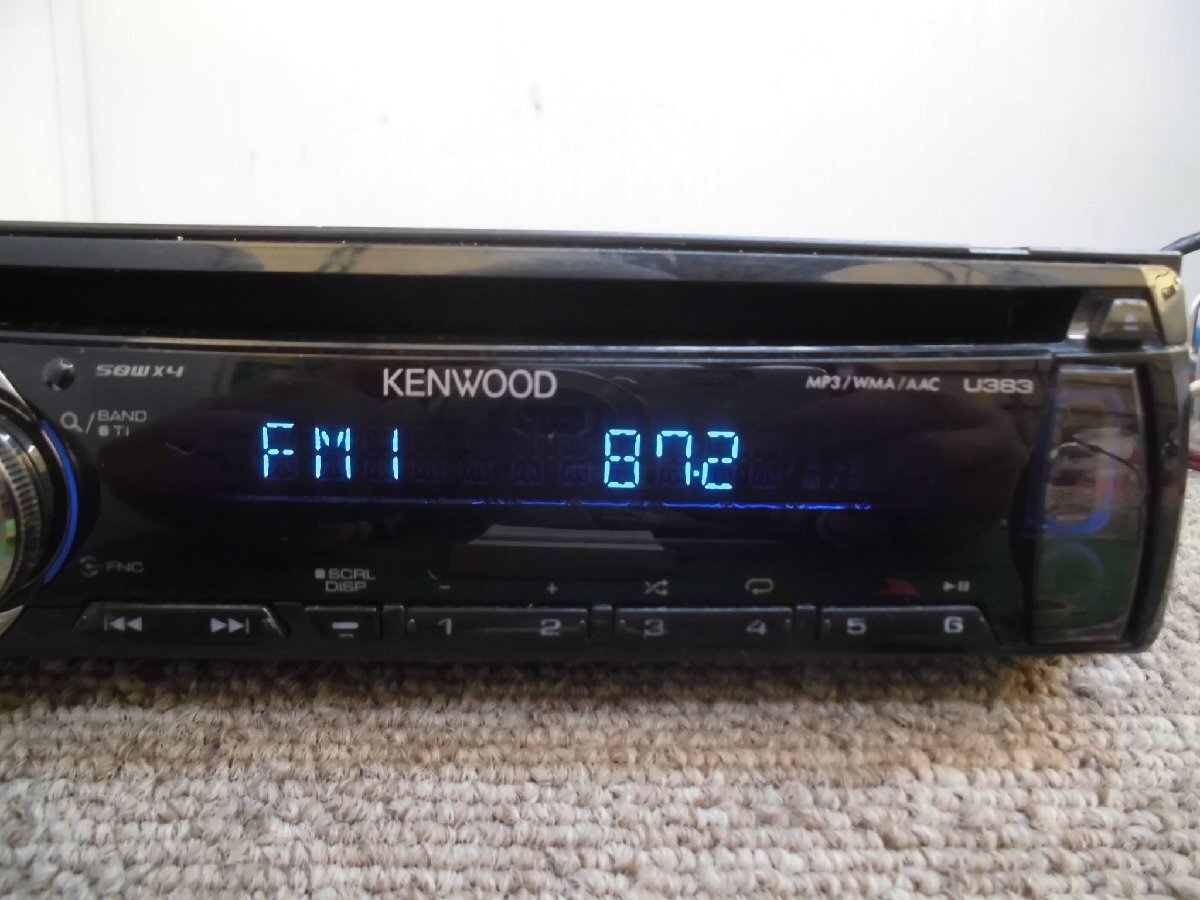 50W X 4
KENWOOD
MP3/WMA/AAC U383
/BAND
TI
FM1 87.2
FNC
SCRL
DISP
- +
1 2 3 4 5 6